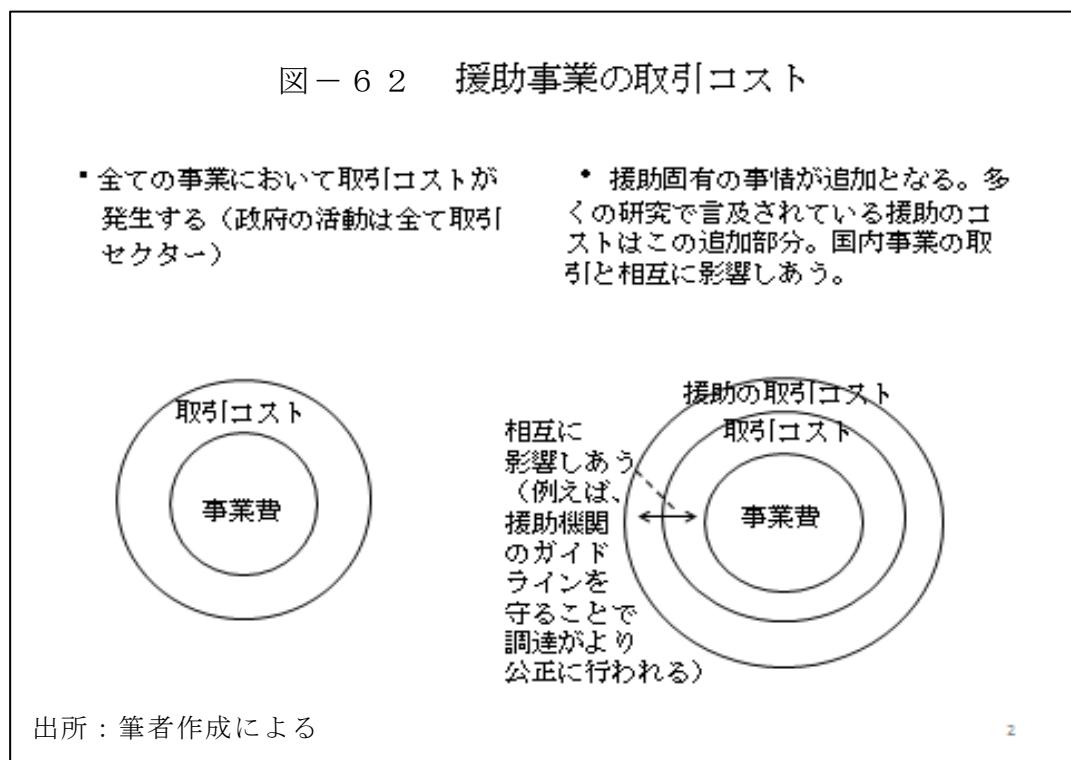 図－６２　援助事業の取引コスト
▪ 全ての事業において取引コストが
発生する（政府の活動は全て取引
セクター）
• 援助固有の事情が追加となる。多
くの研究で言及されている援助のコ
ストはこの追加部分。国内事業の取
引と相互に影響しあう。
取引コスト
事業費
援助の取引コスト
取引コスト
事業費
相互に
影響しあう
（例えば、
援助機関
のガイド
ラインを
守ることで
調達がより
公正に行われる）
出所：筆者作成による
2